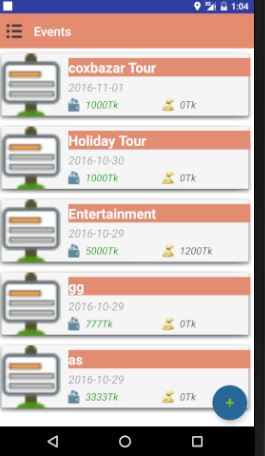 1:04
Events
coxbazar Tour
2016-11-01
1000Tk 0Tk
Holiday Tour
2016-10-30
1000Tk 0Tk
Entertainment
2016-10-29
5000Tk 1200Tk
gg
2016-10-29
777Tk 0Tk
as
2016-10-29
3333Tk 0Tk
+